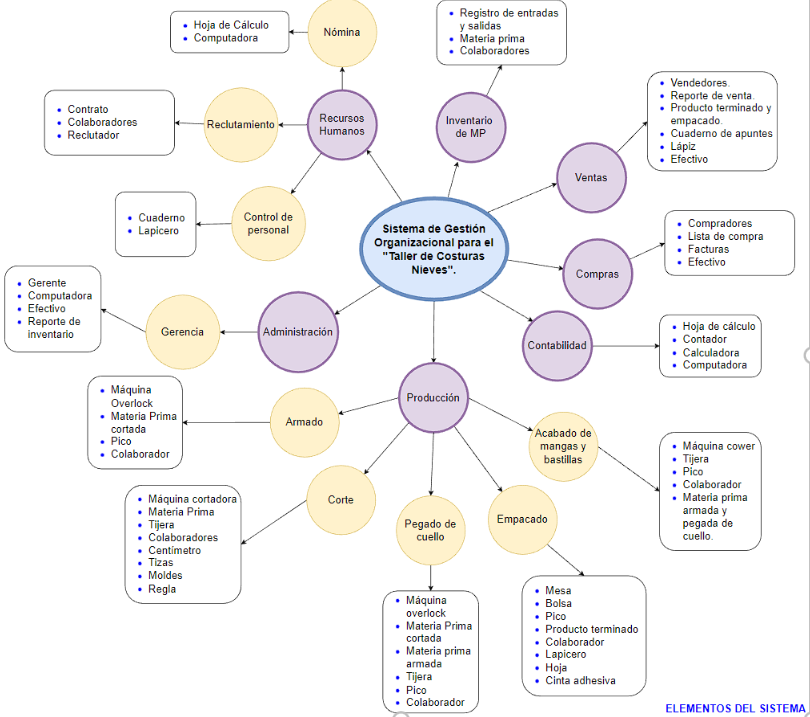 Hoja de Cálculo
Computadora
Nómina
Registro de entradas
y salidas
Materia prima
Colaboradores
Contrato
Colaboradores
Reclutador
Reclutamiento
Recursos
Humanos
Inventario
de MP
Vendedores.
Reporte de venta.
Producto terminado y
empacado.
Cuaderno de apuntes
Lápiz
Efectivo
Ventas
Cuaderno
Lapicero
Control de
personal
Sistema de Gestión
Organizacional para el
"Taller de Costuras
Nieves".
Compras
Compradores
Lista de compra
Facturas
Efectivo
Gerente
Computadora
Efectivo
Reporte de
inventario
Gerencia
Administración
Contabilidad
Hoja de cálculo
Contador
Calculadora
Computadora
Producción
Máquina
Overlock
Materia Prima
cortada
Pico
Colaborador
Armado
Acabado de
mangas y
bastillas
Máquina cower
Tijera
Pico
Colaborador
Materia prima
armada y
pegada de
cuello.
Máquina cortadora
Materia Prima
Tijera
Colaboradores
Centímetro
Tizas
Moldes
Regla
Corte
Pegado de
cuello
Empacado
Máquina
overlock
Materia Prima
cortada
Materia prima
armada
Tijera
Pico
Colaborador
Mesa
Bolsa
Pico
Producto terminado
Colaborador
Lapicero
Hoja
Cinta adhesiva
ELEMENTOS DEL SISTEMA